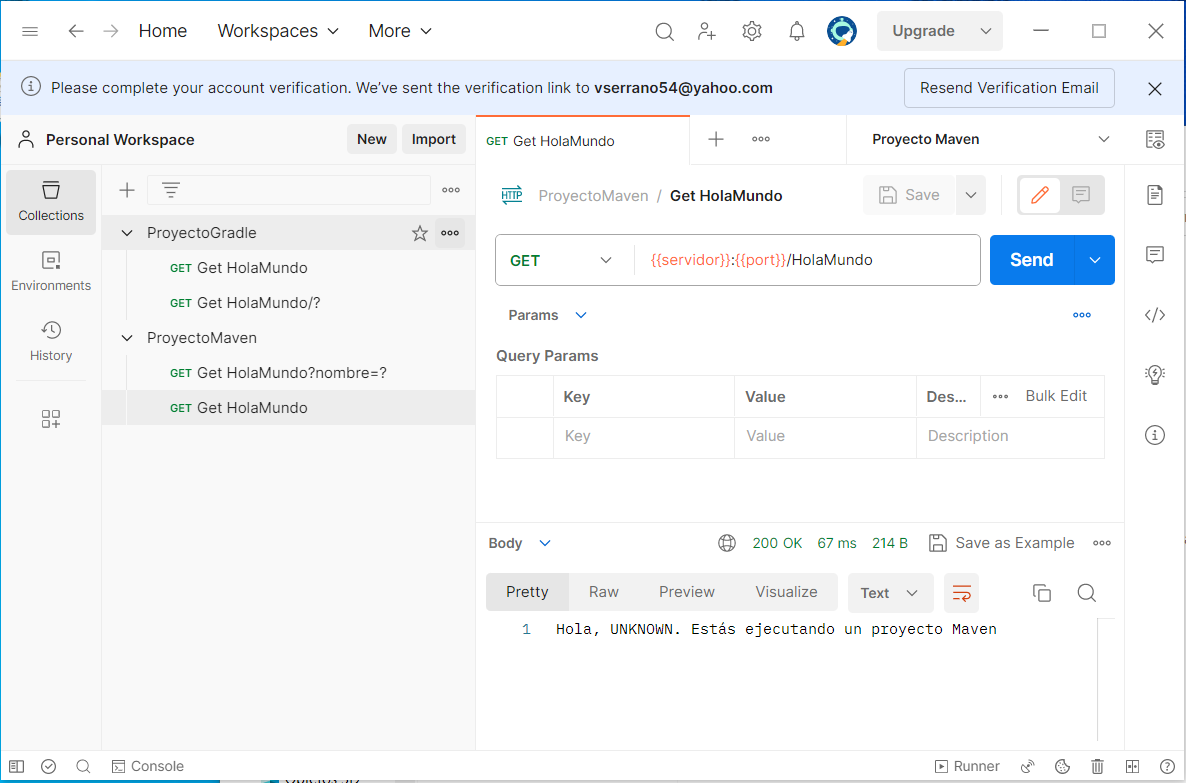 Home Workspaces More Upgrade
Please complete your account verification. We've sent the verification link to vserrano54@yahoo.com Resend Verification Email
Personal Workspace New Import
GET Get HolaMundo Proyecto Maven
Collections
Environments
History
ProyectoGradle
GET Get HolaMundo
GET Get HolaMundo/?
ProyectoMaven
GET Get HolaMundo?nombre=?
GET Get HolaMundo
HTTP ProyectoMaven / Get HolaMundo Save
GET {{servidor}}:{{port}}/HolaMundo Send
Params
Query Params
Key Value Des... Bulk Edit
Key Value Description
Body 200 OK 67 ms 214 B Save as Example
Pretty Raw Preview Visualize Text
1 Hola, UNKNOWN. Estás ejecutando un proyecto Maven
Console Runner